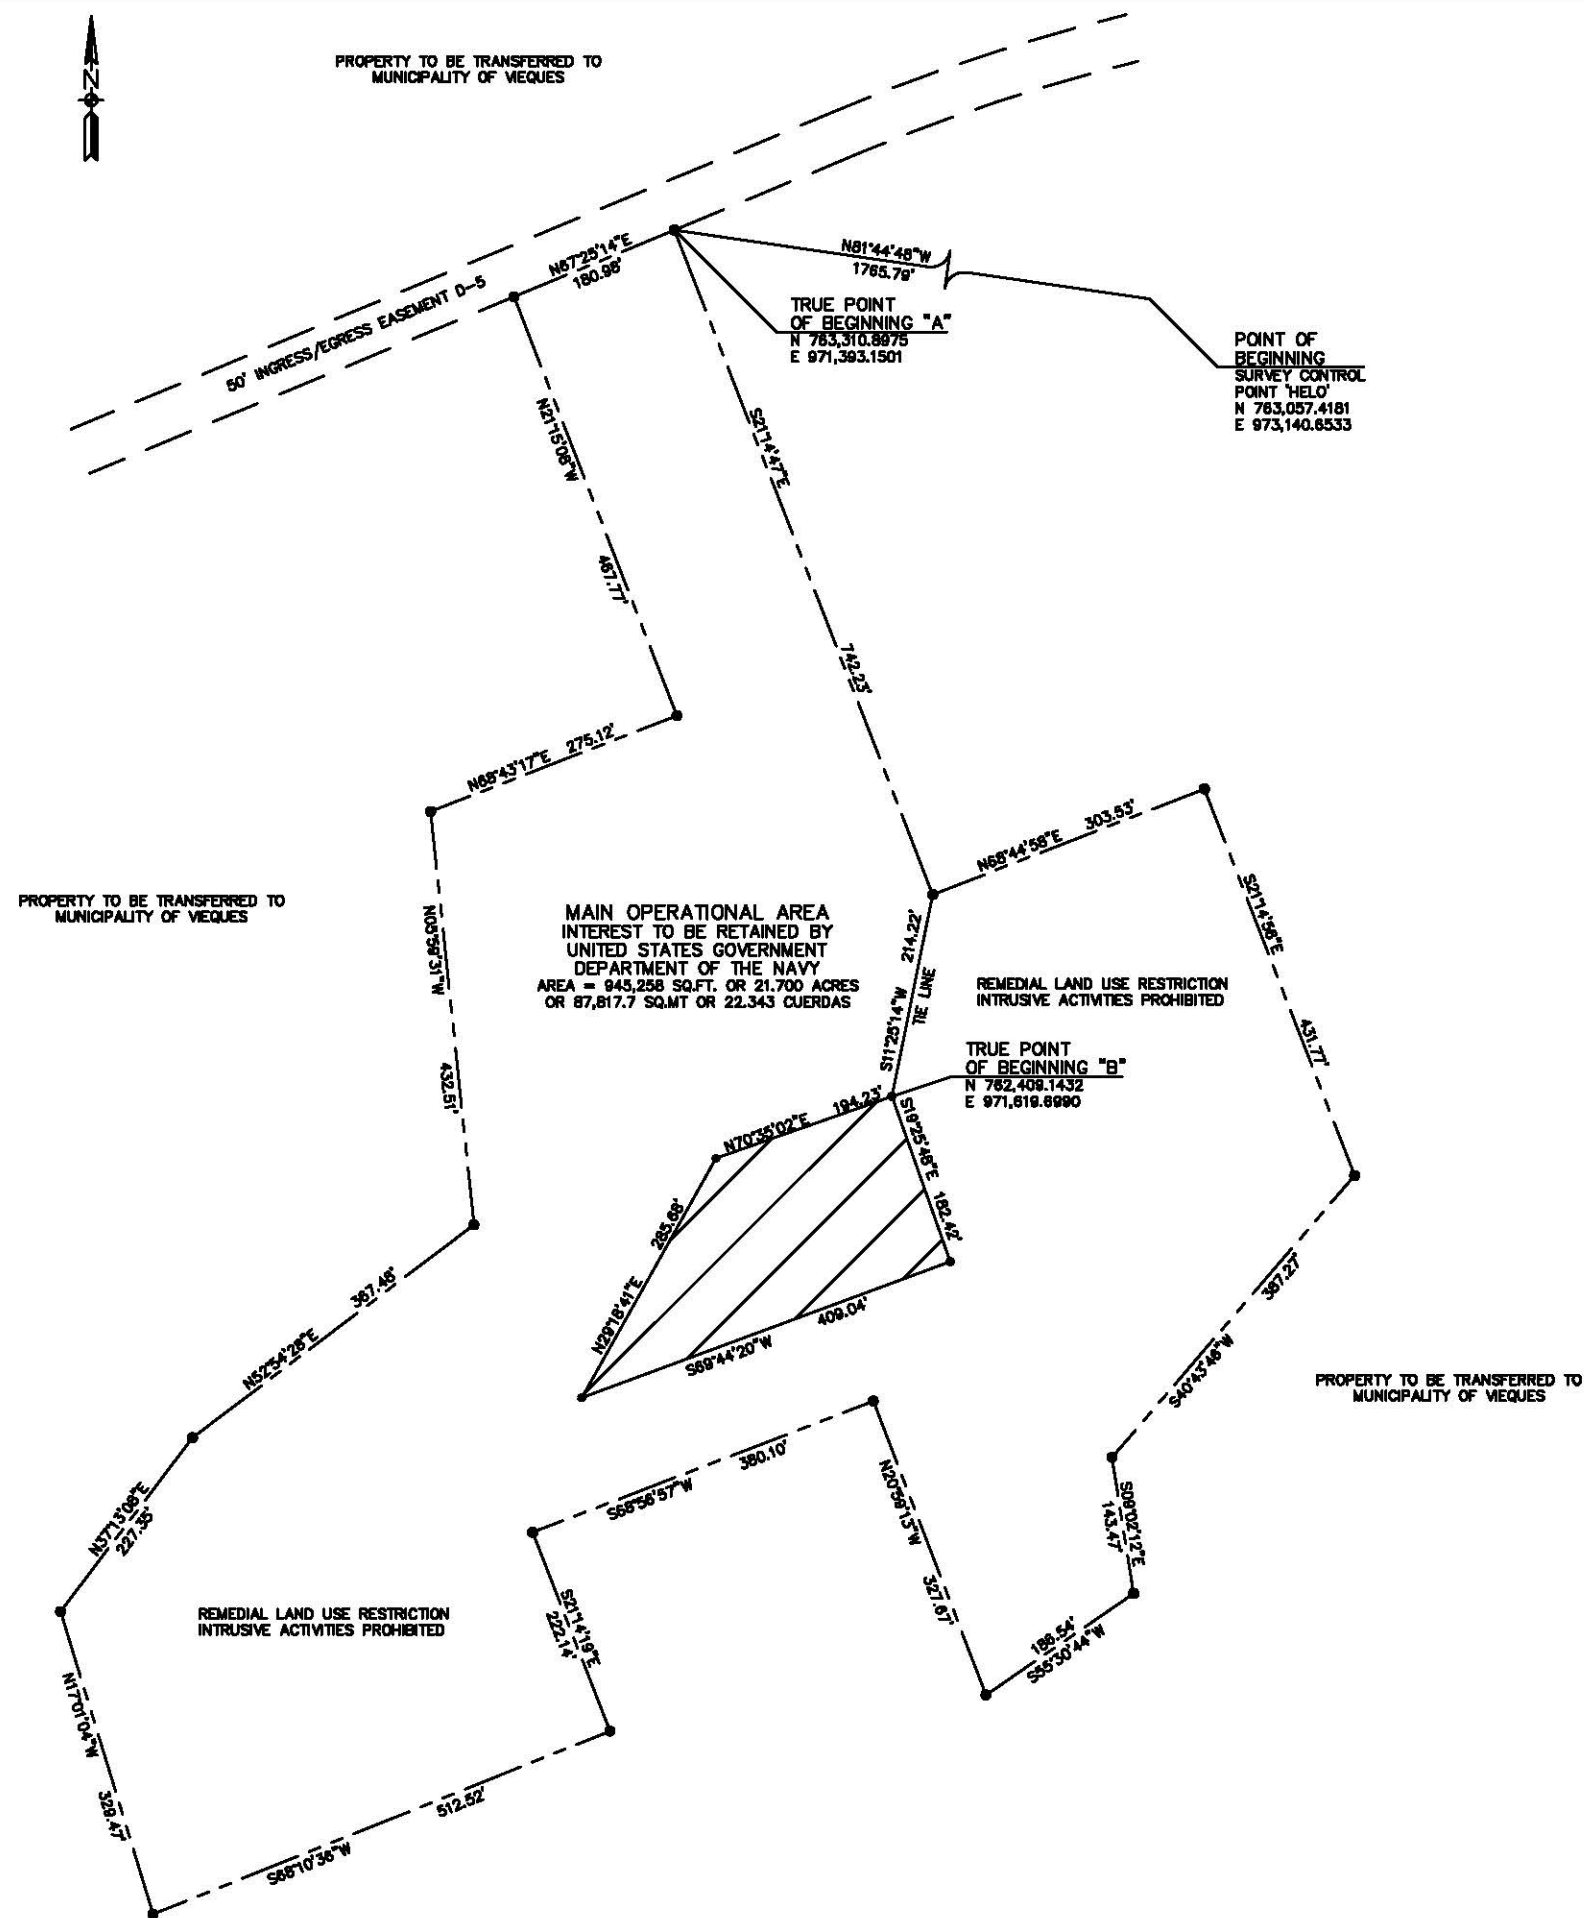 N
PROPERTY TO BE TRANSFERRED TO
MUNICIPALITY OF VIEQUES
N67°25'14"E
180.98'
N81°44'48"W
1765.79'
50' INGRESS/EGRESS EASEMENT D-5
TRUE POINT
OF BEGINNING "A"
N 763,310.8975
E 971,393.1501
POINT OF
BEGINNING
SURVEY CONTROL
POINT 'HELO'
N 763,057.4181
E 973,140.6533
N21°15'08"W
467.77'
S21°14'47"E
742.23'
N68°43'17"E 275.12'
N68°44'58"E 303.53'
PROPERTY TO BE TRANSFERRED TO
MUNICIPALITY OF VIEQUES
N05°59'31"W
432.51'
MAIN OPERATIONAL AREA
INTEREST TO BE RETAINED BY
UNITED STATES GOVERNMENT
DEPARTMENT OF THE NAVY
AREA = 945,258 SQ.FT. OR 21.700 ACRES
OR 87,817.7 SQ.MT OR 22.343 CUERDAS
S11°25'14"W 214.22'
TIE LINE
REMEDIAL LAND USE RESTRICTION
INTRUSIVE ACTIVITIES PROHIBITED
S21°14'56"E
431.77'
TRUE POINT
OF BEGINNING "B"
N 762,409.1432
E 971,619.6990
N70°35'02"E 194.23'
S19°25'48"E 182.42'
N29°18'41"E 285.68'
S69°44'20"W 409.04'
N52°54'28"E 367.48'
387.27'
S40°43'46"W
PROPERTY TO BE TRANSFERRED TO
MUNICIPALITY OF VIEQUES
N37°13'08"E
227.35'
S68°56'57"W 380.10'
N20°59'13"W
327.67'
S09°02'12"E
143.47'
S21°14'19"E
222.14'
188.54'
S55°30'44"W
REMEDIAL LAND USE RESTRICTION
INTRUSIVE ACTIVITIES PROHIBITED
N17°01'04"W
329.47'
S68°10'36"W 512.52'